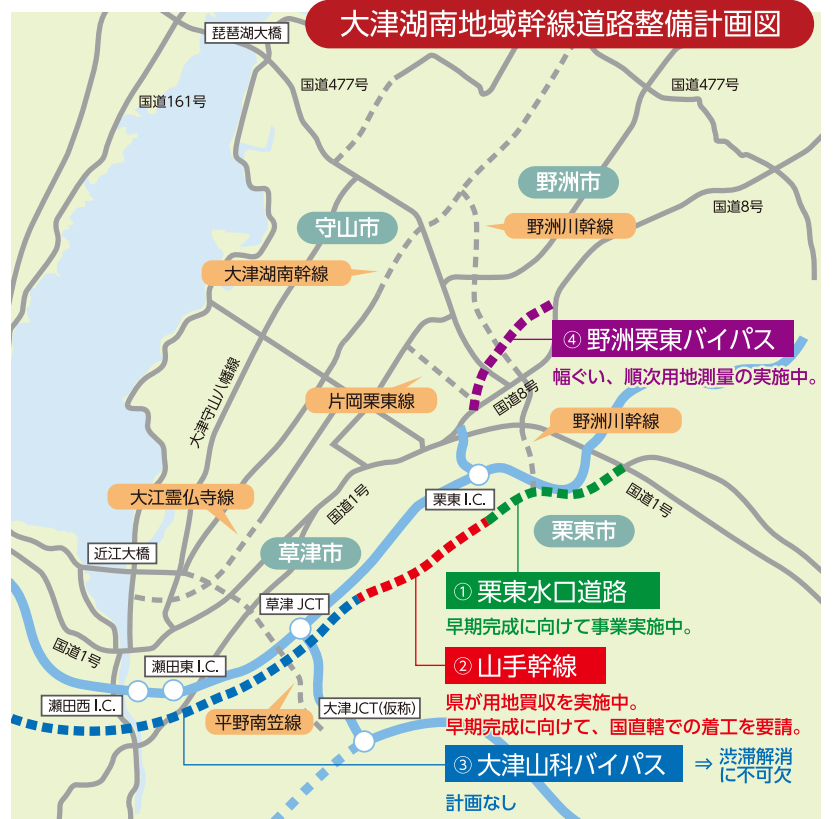 大津湖南地域幹線道路整備計画図
琵琶湖大橋
国道161号
国道477号
国道477号
野洲市
国道8号
守山市
野洲川幹線
大津湖南幹線
④ 野洲栗東バイパス
幅ぐい、順次用地測量の実施中。
大津守山八幡線
片岡栗東線
国道8号
野洲川幹線
大江霊仏寺線
国道1号
栗東 I.C.
国道1号
栗東市
近江大橋
草津市
草津 JCT
① 栗東水口道路
早期完成に向けて事業実施中。
国道1号
瀬田東 I.C.
② 山手幹線
県が用地買収を実施中。
早期完成に向けて、国直轄での着工を要請。
瀬田西 I.C.
平野南笠線
大津JCT(仮称)
③ 大津山科バイパス
⇒ 渋滞解消
に不可欠
計画なし